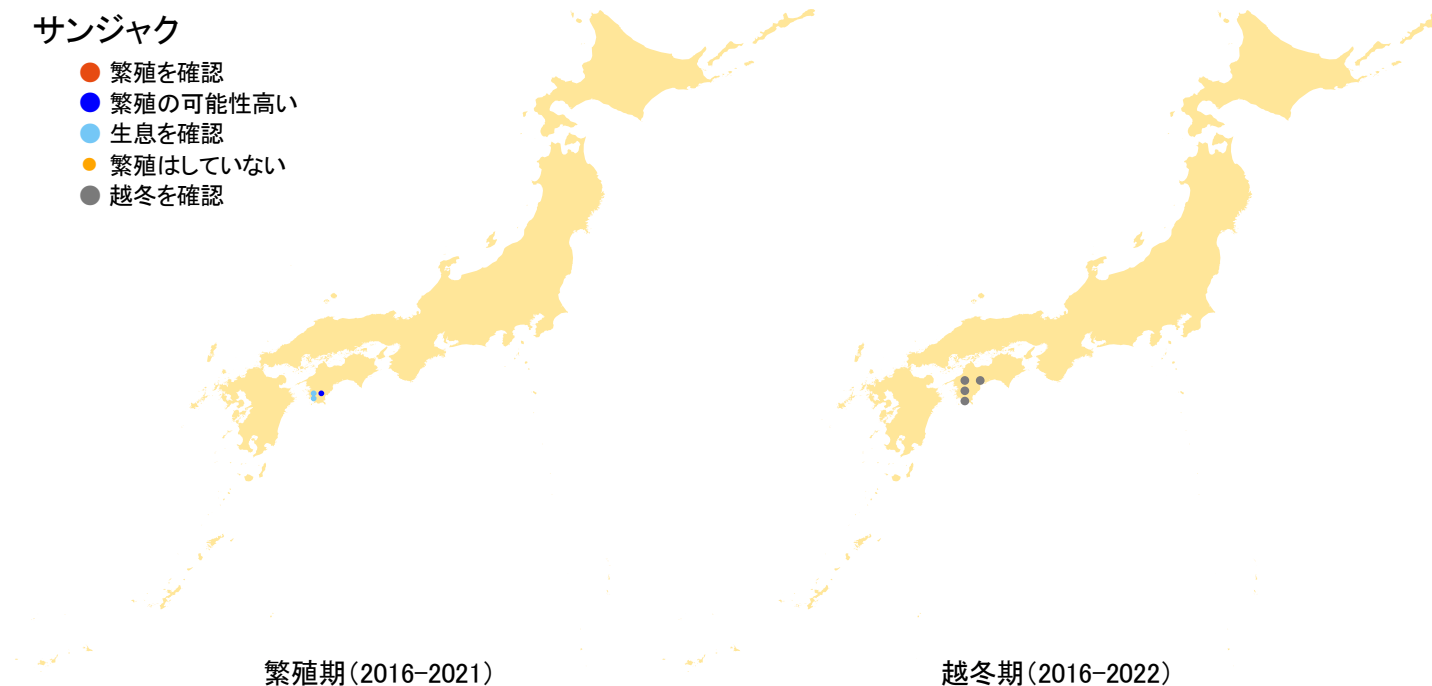 サンジャク
繁殖を確認
繁殖の可能性高い
生息を確認
繁殖はしていない
越冬を確認
繁殖期（2016-2021）
越冬期（2016-2022）